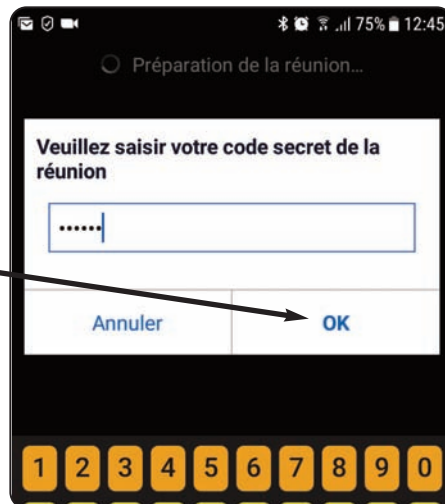 75% 12:45
Préparation de la réunion...
Veuillez saisir votre code secret de la
réunion
••••••
Annuler OK
1 2 3 4 5 6 7 8 9 0